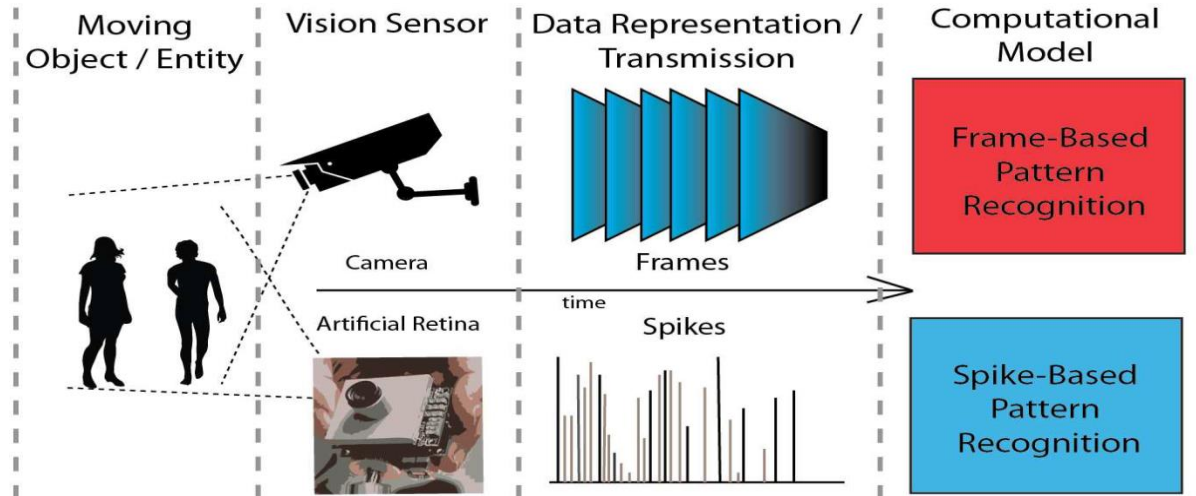 Moving
Object / Entity
Vision Sensor
Data Representation /
Transmission
Computational
Model
Frame-Based
Pattern
Recognition
Camera
Frames
time
Artificial Retina
Spikes
Spike-Based
Pattern
Recognition